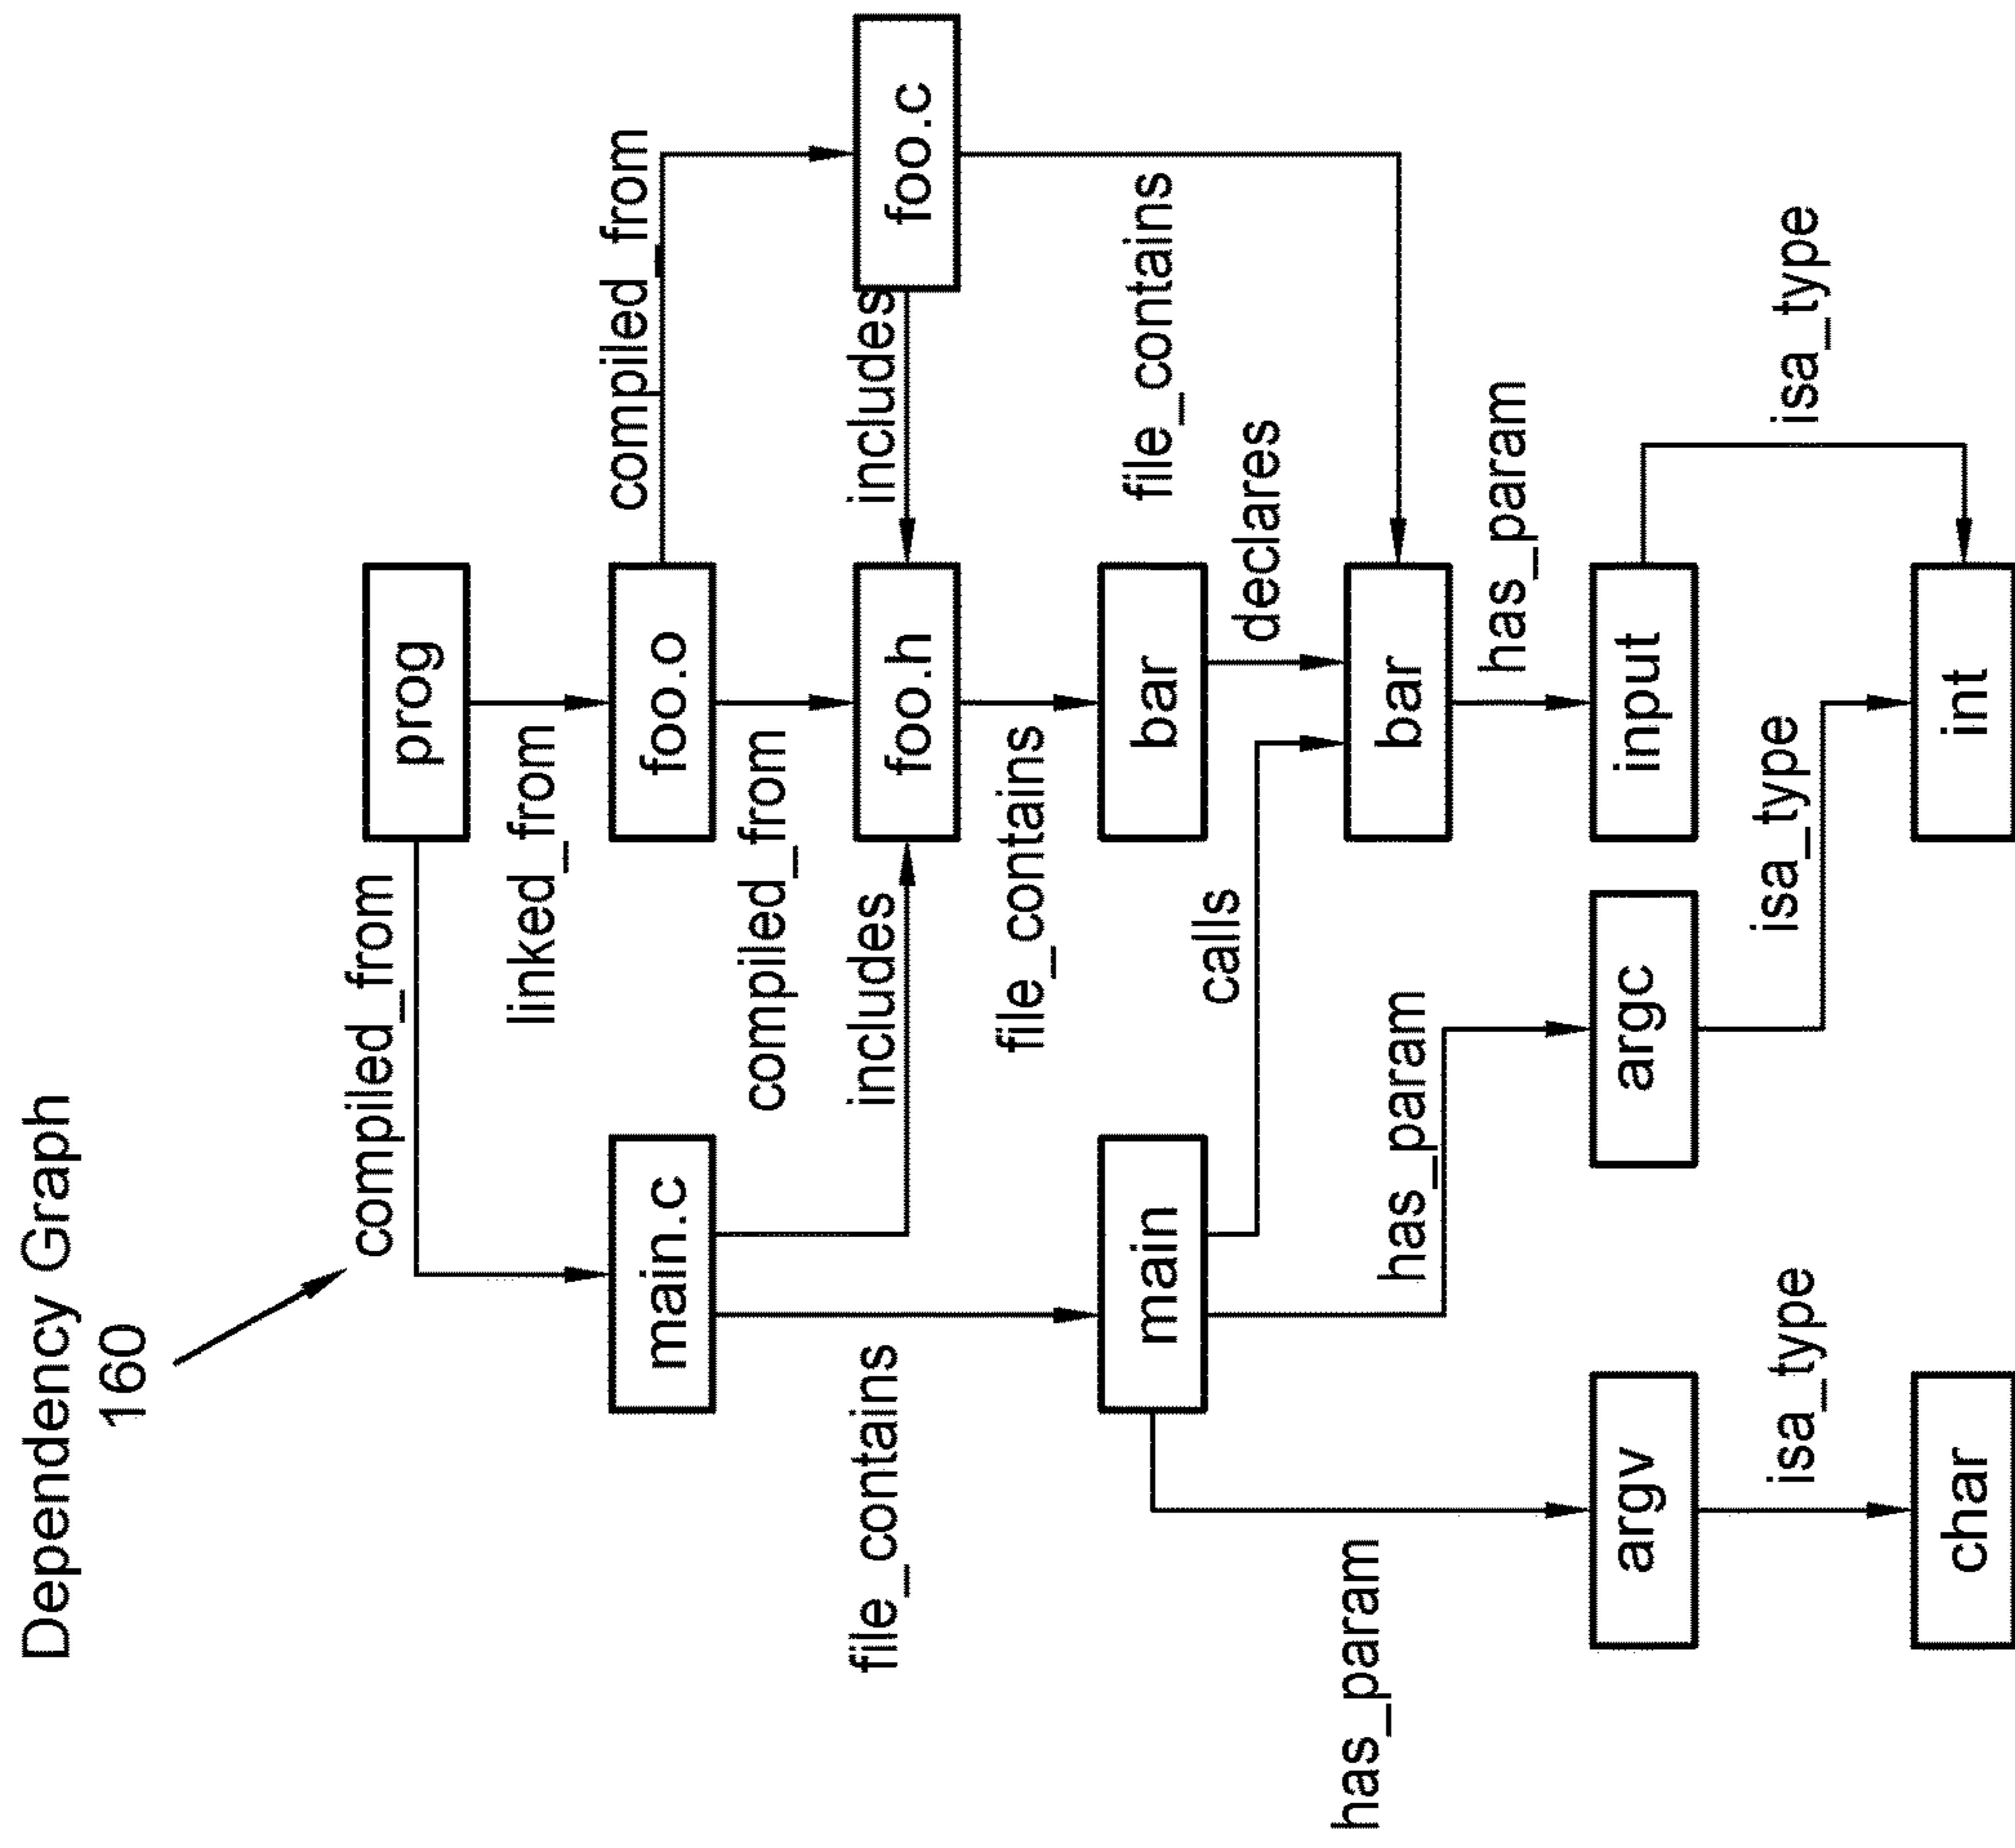 Dependency Graph
160
compiled_from
prog
linked_from
compiled_from
main.c
foo.o
compiled_from
file_contains
includes
foo.h
includes
foo.c
file_contains
main
bar
file_contains
calls
declares
has_param
has_param
bar
has_param
argv
argc
input
isa_type
isa_type
isa_type
char
int